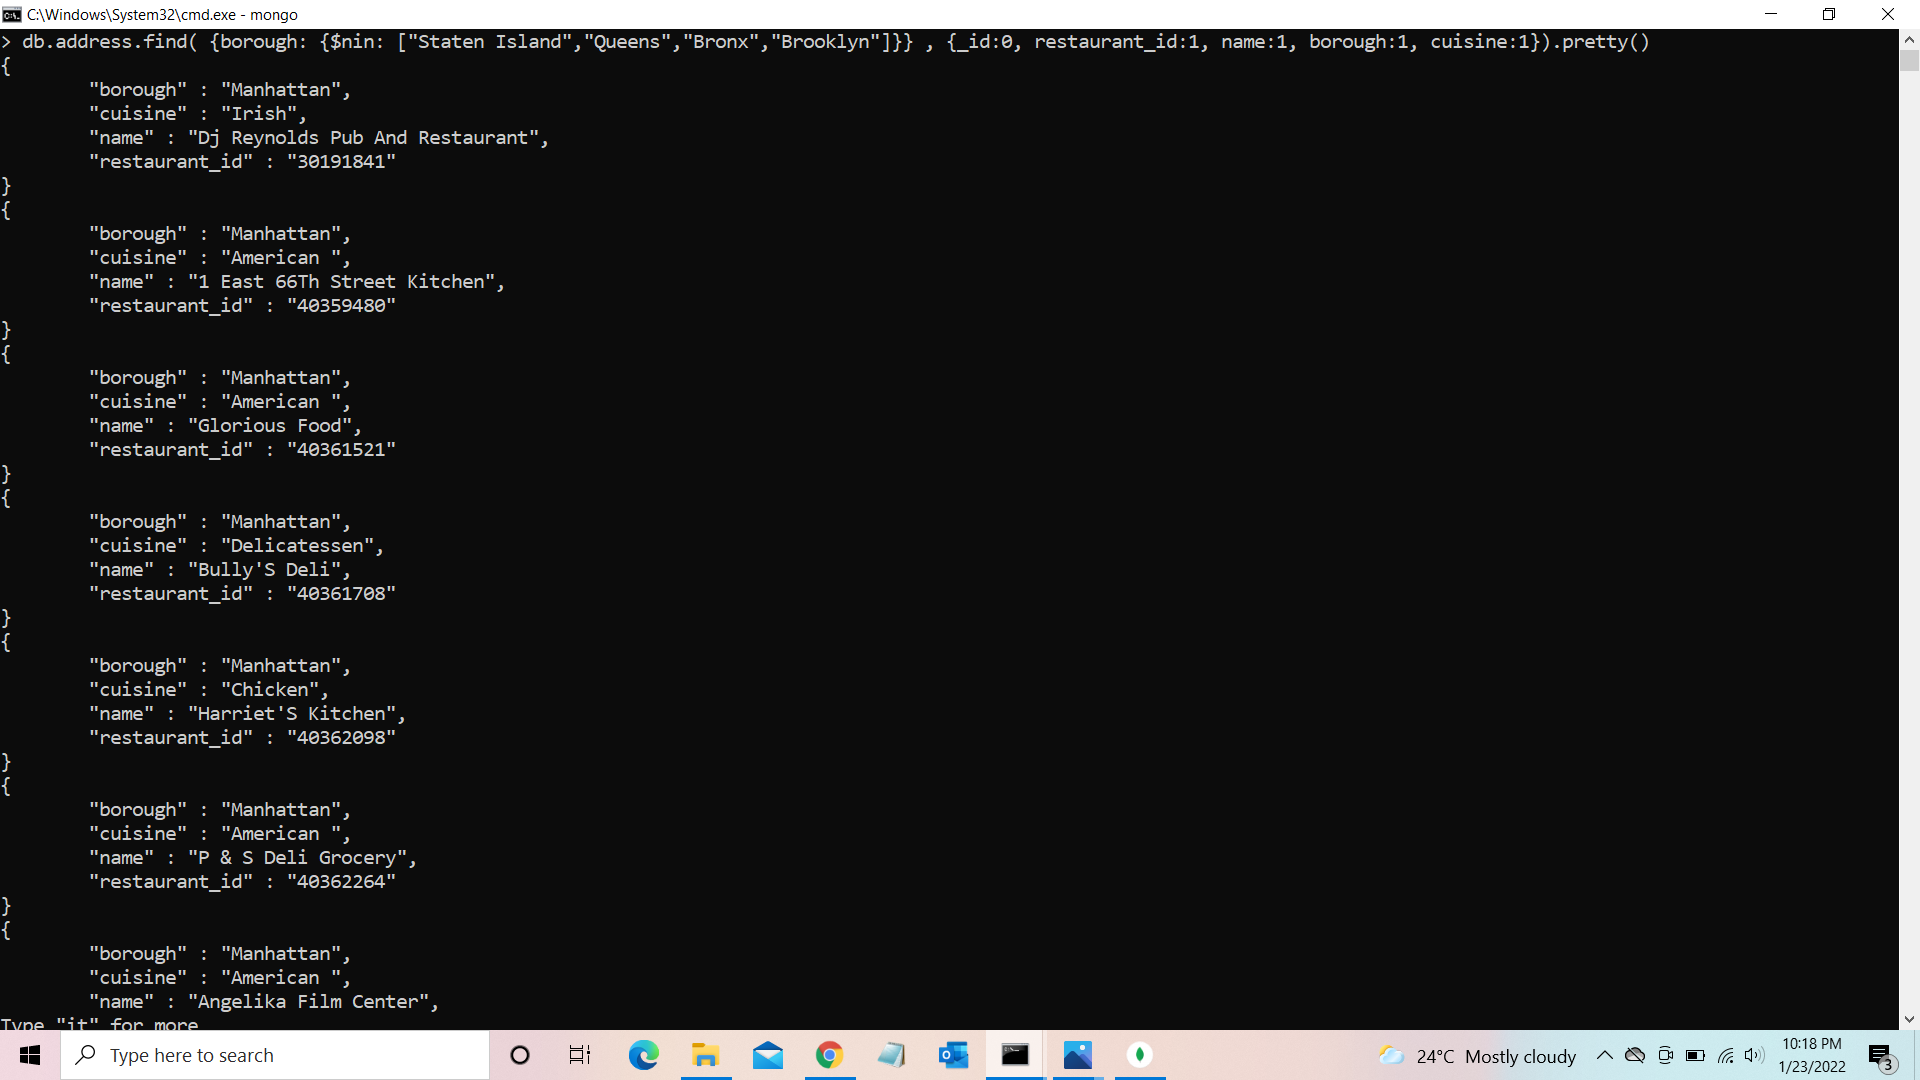 C:\Windows\System32\cmd.exe - mongo
> db.address.find( {borough: {$nin: ["Staten Island","Queens","Bronx","Brooklyn"]}} , {_id:0, restaurant_id:1, name:1, borough:1, cuisine:1}).pretty()
{
"borough" : "Manhattan",
"cuisine" : "Irish",
"name" : "Dj Reynolds Pub And Restaurant",
"restaurant_id" : "30191841"
}
{
"borough" : "Manhattan",
"cuisine" : "American ",
"name" : "1 East 66Th Street Kitchen",
"restaurant_id" : "40359480"
}
{
"borough" : "Manhattan",
"cuisine" : "American ",
"name" : "Glorious Food",
"restaurant_id" : "40361521"
}
{
"borough" : "Manhattan",
"cuisine" : "Delicatessen",
"name" : "Bully'S Deli",
"restaurant_id" : "40361708"
}
{
"borough" : "Manhattan",
"cuisine" : "Chicken",
"name" : "Harriet'S Kitchen",
"restaurant_id" : "40362098"
}
{
"borough" : "Manhattan",
"cuisine" : "American ",
"name" : "P & S Deli Grocery",
"restaurant_id" : "40362264"
}
{
"borough" : "Manhattan",
"cuisine" : "American ",
"name" : "Angelika Film Center",
Type "it" for more
Type here to search
24°C Mostly cloudy
10:18 PM
1/23/2022
3